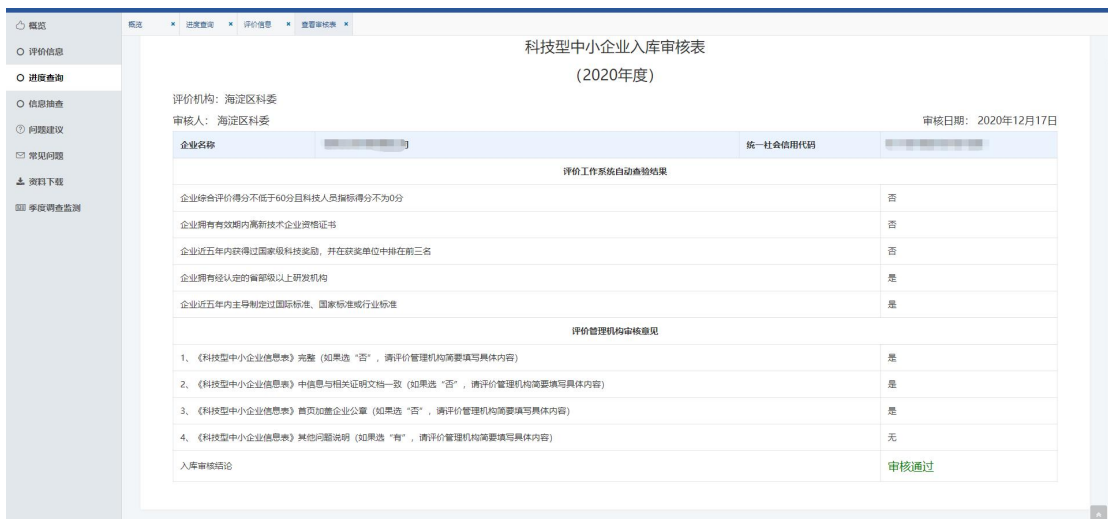 概览
评价信息
进度查询
信息抽查
问题建议
常见问题
资料下载
季度调查监测
概览 × 进度查询 × 评价信息 × 查看审核表 ×
科技型中小企业入库审核表
（2020年度）
评价机构：海淀区科委
审核人： 海淀区科委 审核日期： 2020年12月17日
企业名称 统一社会信用代码
评价工作系统自动查验结果
企业综合评价得分不低于60分且科技人员指标得分不为0分 否
企业拥有有效期内高新技术企业资格证书 否
企业近五年内获得过国家级科技奖励，并在获奖单位中排在前三名 否
企业拥有经认定的省部级以上研发机构 是
企业近五年内主导制定过国际标准、国家标准或行业标准 是
评价管理机构审核意见
1、《科技型中小企业信息表》完整（如果选“否”，请评价管理机构简要填写具体内容） 是
2、《科技型中小企业信息表》中信息与相关证明文档一致（如果选“否”，请评价管理机构简要填写具体内容） 是
3、《科技型中小企业信息表》首页加盖企业公章（如果选“否”，请评价管理机构简要填写具体内容） 是
4、《科技型中小企业信息表》其他问题说明（如果选“有”，请评价管理机构简要填写具体内容） 无
入库审核结论 审核通过